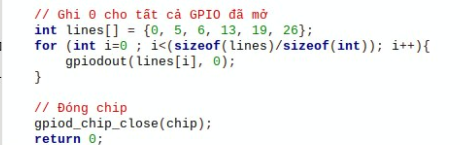 // Ghi 0 cho tất cả GPIO đã mở
int lines[] = {0, 5, 6, 13, 19, 26};
for (int i=0 ; i<(sizeof(lines)/sizeof(int)); i++){
gpiodout(lines[i], 0);
}
// Đóng chip
gpiod_chip_close(chip);
return 0;